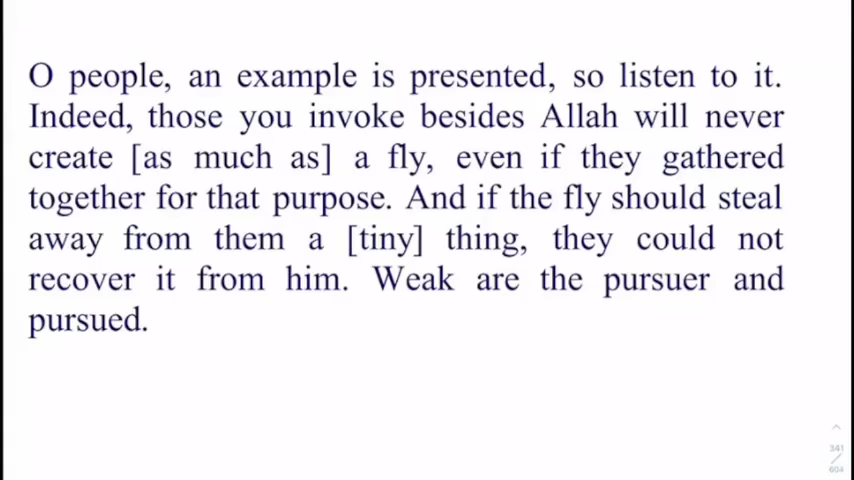 O people, an example is presented, so listen to it.
Indeed, those you invoke besides Allah will never
create [as much as] a fly, even if they gathered
together for that purpose. And if the fly should steal
away from them a [tiny] thing, they could not
recover it from him. Weak are the pursuer and
pursued.
341
604